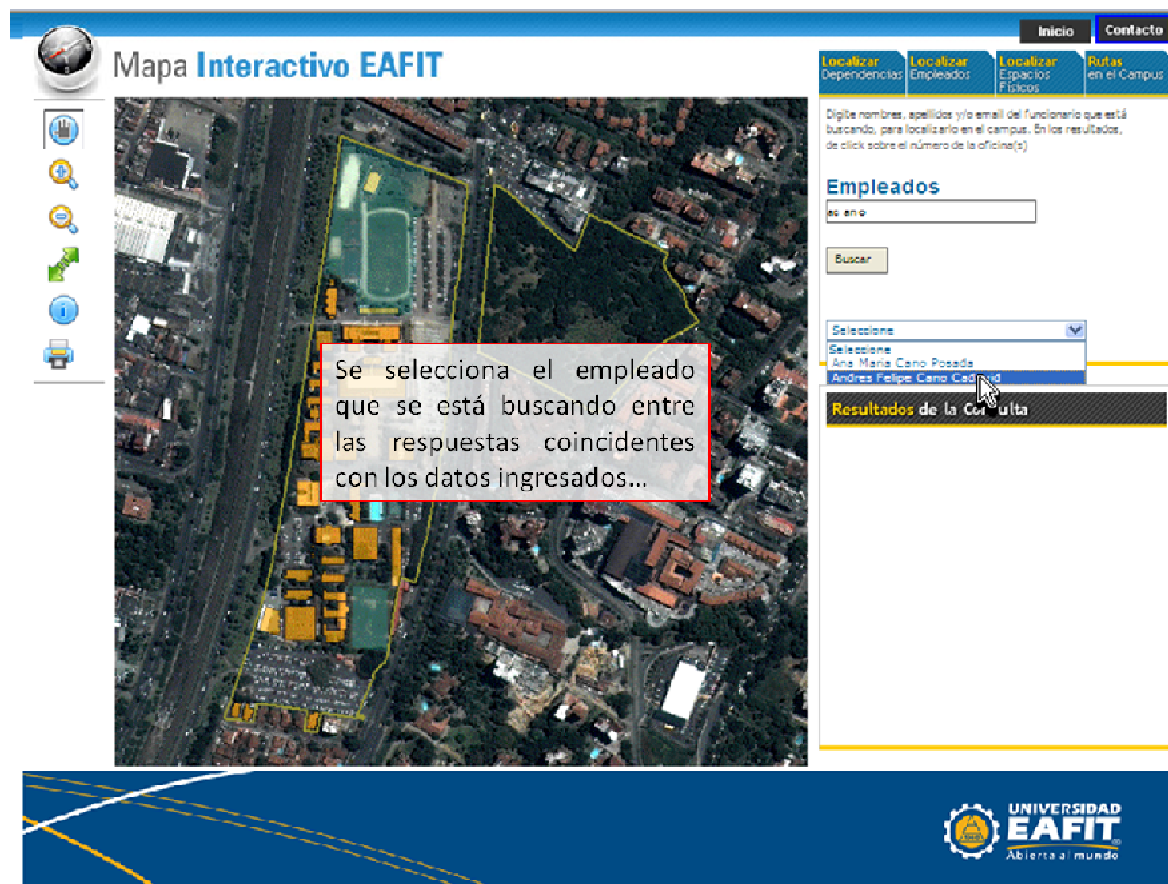 Inicio
Contacto
Mapa Interactivo EAFIT
Localizar Dependencias
Localizar Empleados
Localizar Espacios Físicos
Rutas en el Campus
Digite nombres, apellidos y/o email del funcionario que está
buscando, para localizarlo en el campus. En los resultados,
de click sobre el número de la oficina(s)
Empleados
Buscar
Seleccione
Seleccione
Ana Maria Cano Posada
Andres Felipe Cano
Resultados de la
Se selecciona el empleado
que se está buscando entre
las respuestas coincidentes
con los datos ingresados...
UNIVERSIDAD
EAFIT
Abierta al mundo